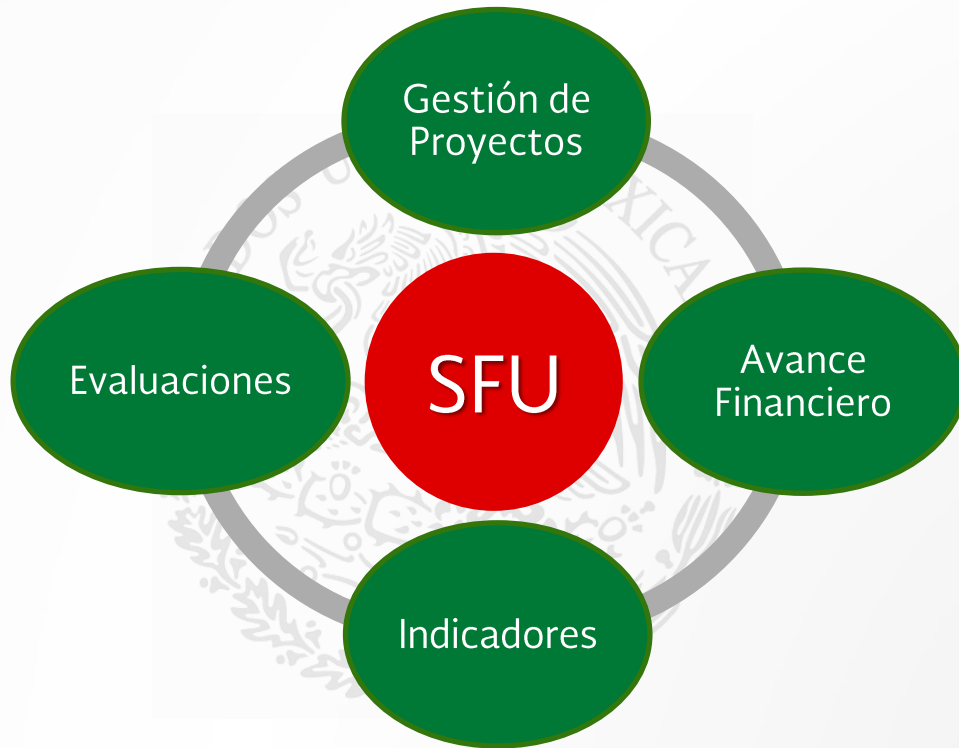 Gestión de
Proyectos
Evaluaciones
SFU
Avance
Financiero
Indicadores